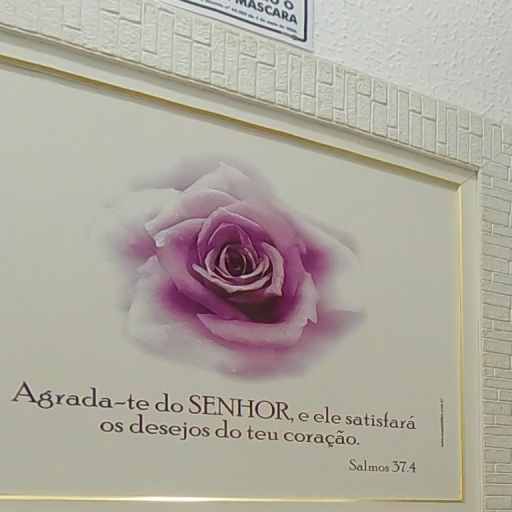 MÁSCARA
Agrada-te do SENHOR, e ele satisfará
os desejos do teu coração.
Salmos 37.4